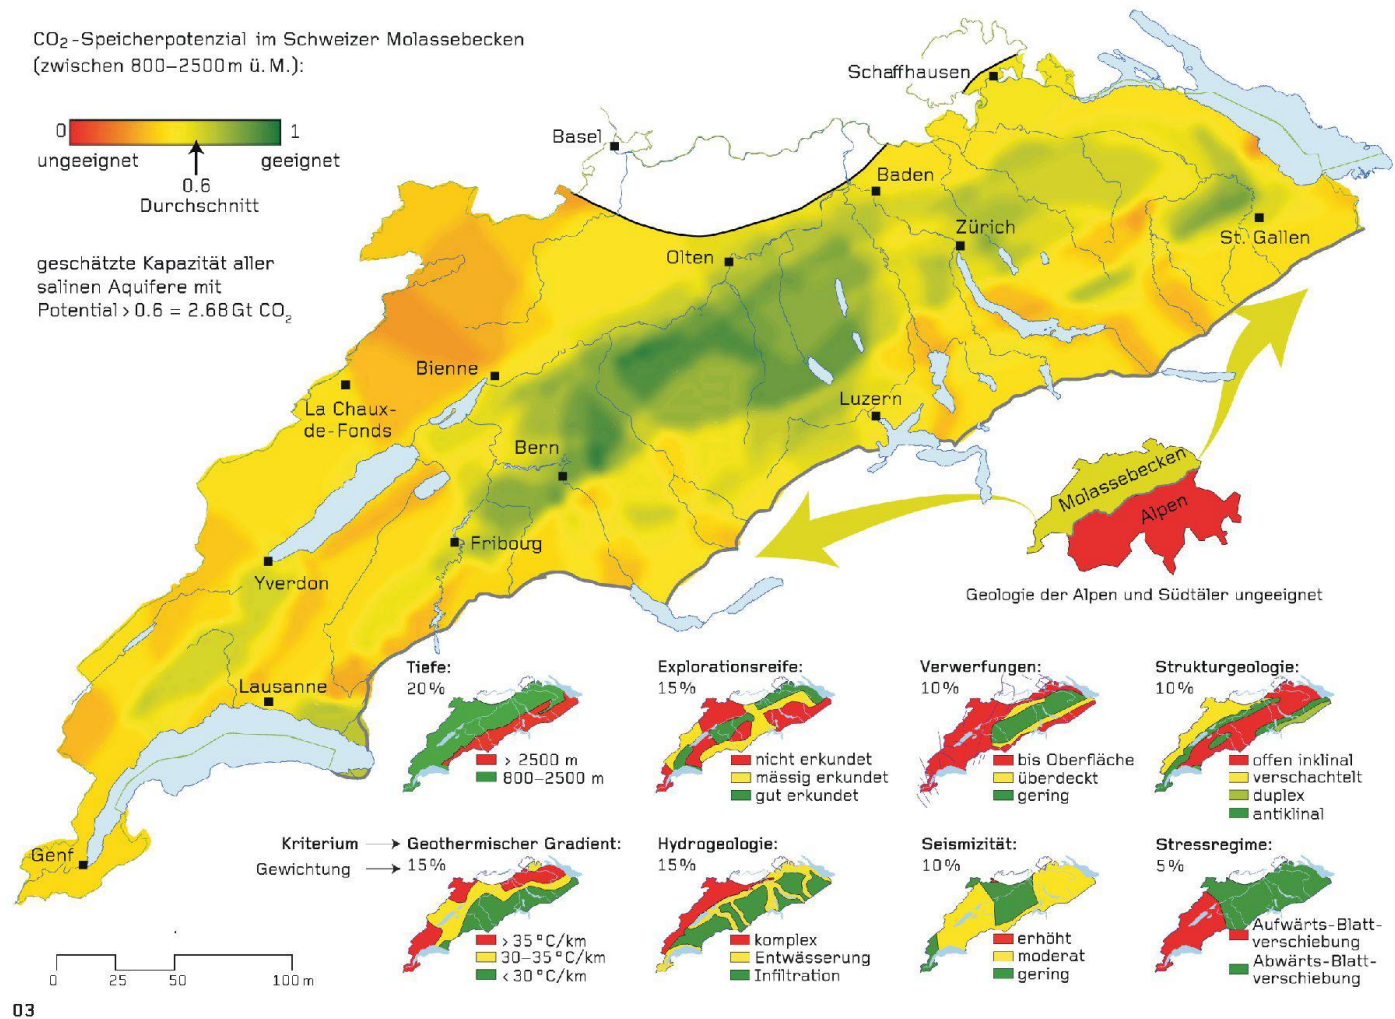 CO₂-Speicherpotenzial im Schweizer Molassebecken
(zwischen 800–2500m ü.M.):
0
1
ungeeignet
geeignet
0.6
Durchschnitt
geschätzte Kapazität aller
salinen Aquifere mit
Potential > 0.6 = 2.68 Gt CO₂
Schaffhausen
Basel
Baden
Zürich
St. Gallen
Olten
Bienne
Luzern
La Chaux-
de-Fonds
Bern
Fribourg
Yverdon
Lausanne
Genf
Molassebecken
Alpen
Geologie der Alpen und Südtäler ungeeignet
Tiefe:
20%
> 2500 m
800–2500 m
Explorationsreife:
15%
nicht erkundet
mässig erkundet
gut erkundet
Verwerfungen:
10%
bis Oberfläche
überdeckt
gering
Strukturgeologie:
10%
offen inklinal
verschachtelt
duplex
antiklinal
Kriterium
Gewichtung
Geothermischer Gradient:
15%
> 35°C/km
30–35°C/km
< 30°C/km
Hydrogeologie:
15%
komplex
Entwässerung
Infiltration
Seismizität:
10%
erhöht
moderat
gering
Stressregime:
5%
Aufwärts-Blatt-
verschiebung
Abwärts-Blatt-
verschiebung
0 25 50 100 m
03